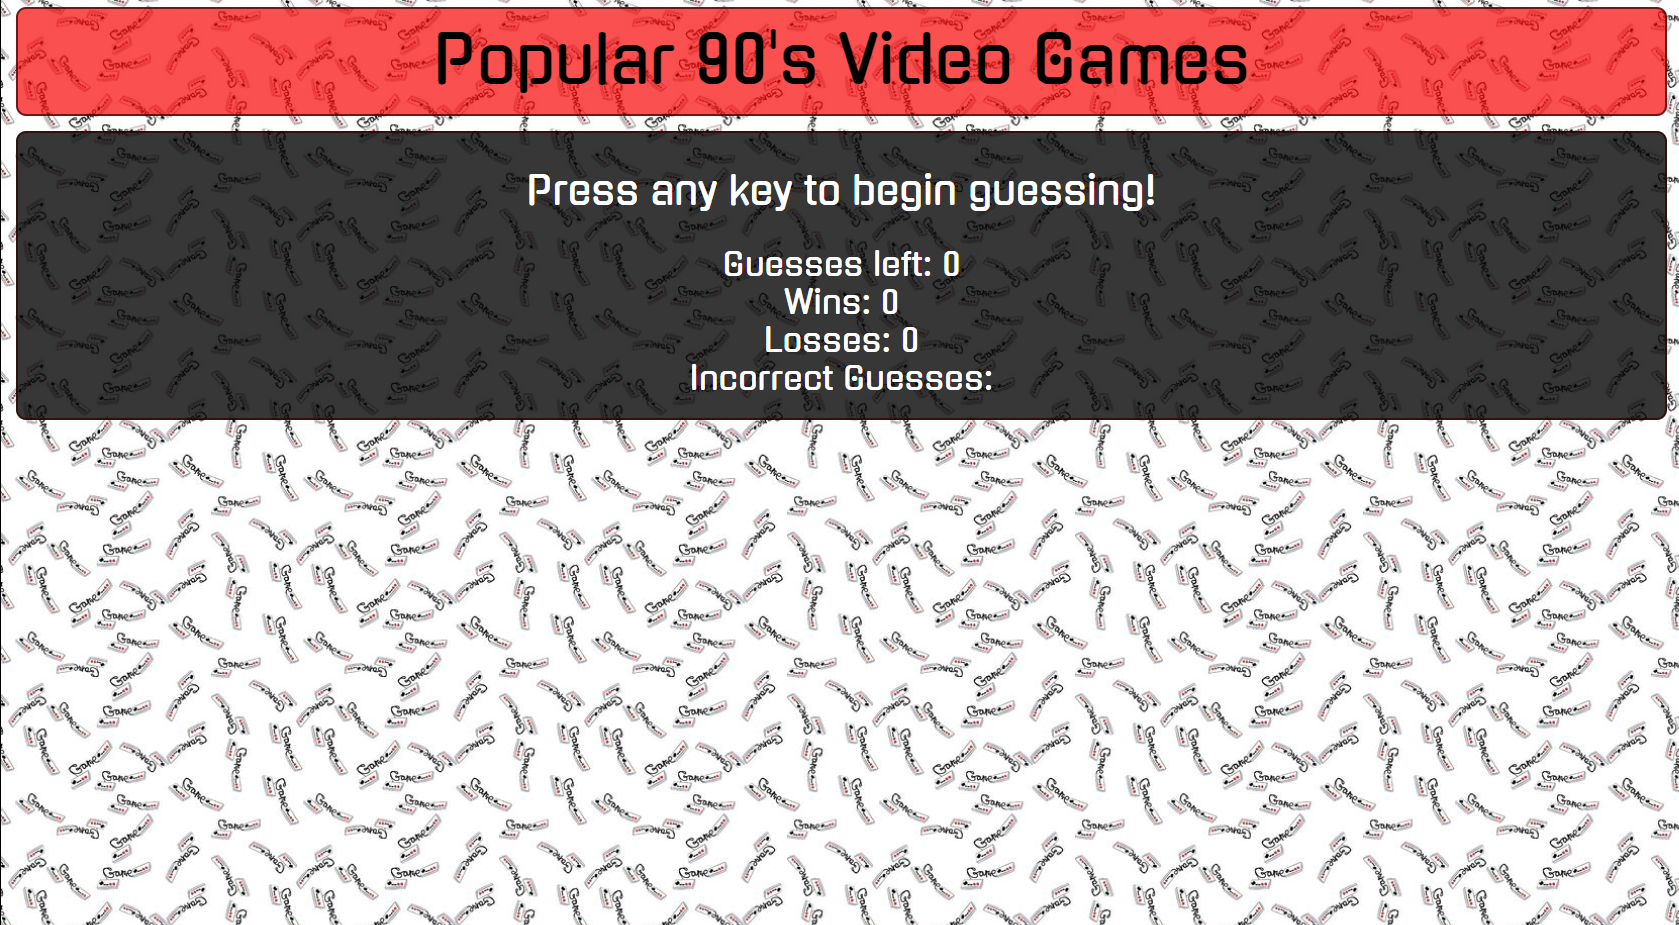 Popular 90's Video Games
Press any key to begin guessing!
Guesses left: 0
Wins: 0
Losses: 0
Incorrect Guesses:
Game